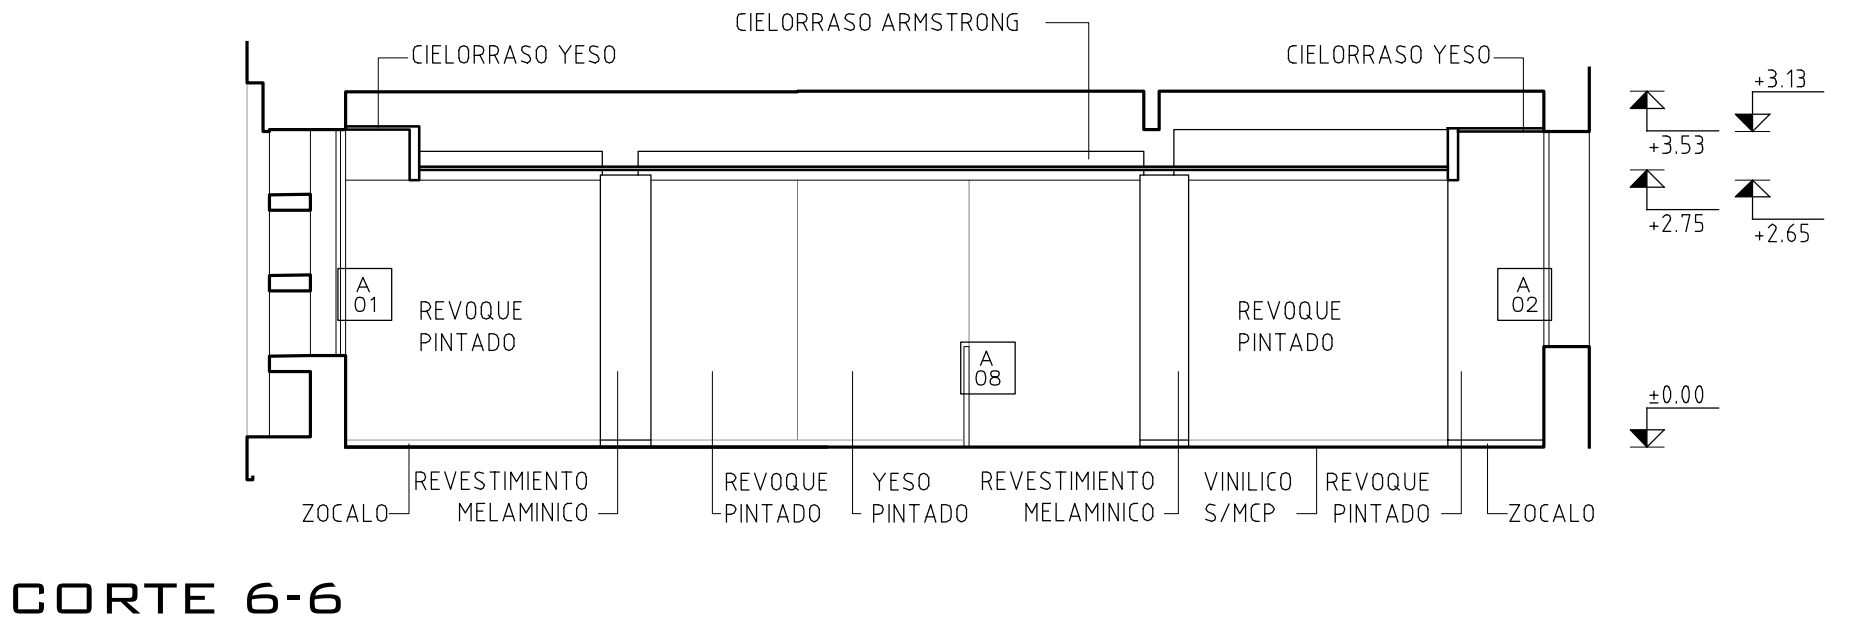 CIELORRASO ARMSTRONG
CIELORRASO YESO
CIELORRASO YESO
+3.13
+3.53
+2.75
+2.65
A
01
REVOQUE
PINTADO
A
08
REVOQUE
PINTADO
A
02
±0.00
ZOCALO
REVESTIMIENTO
MELAMINICO
REVOQUE
PINTADO
YESO
PINTADO
REVESTIMIENTO
MELAMINICO
VINILICO
S/MCP
REVOQUE
PINTADO
ZOCALO
CORTE 6-6